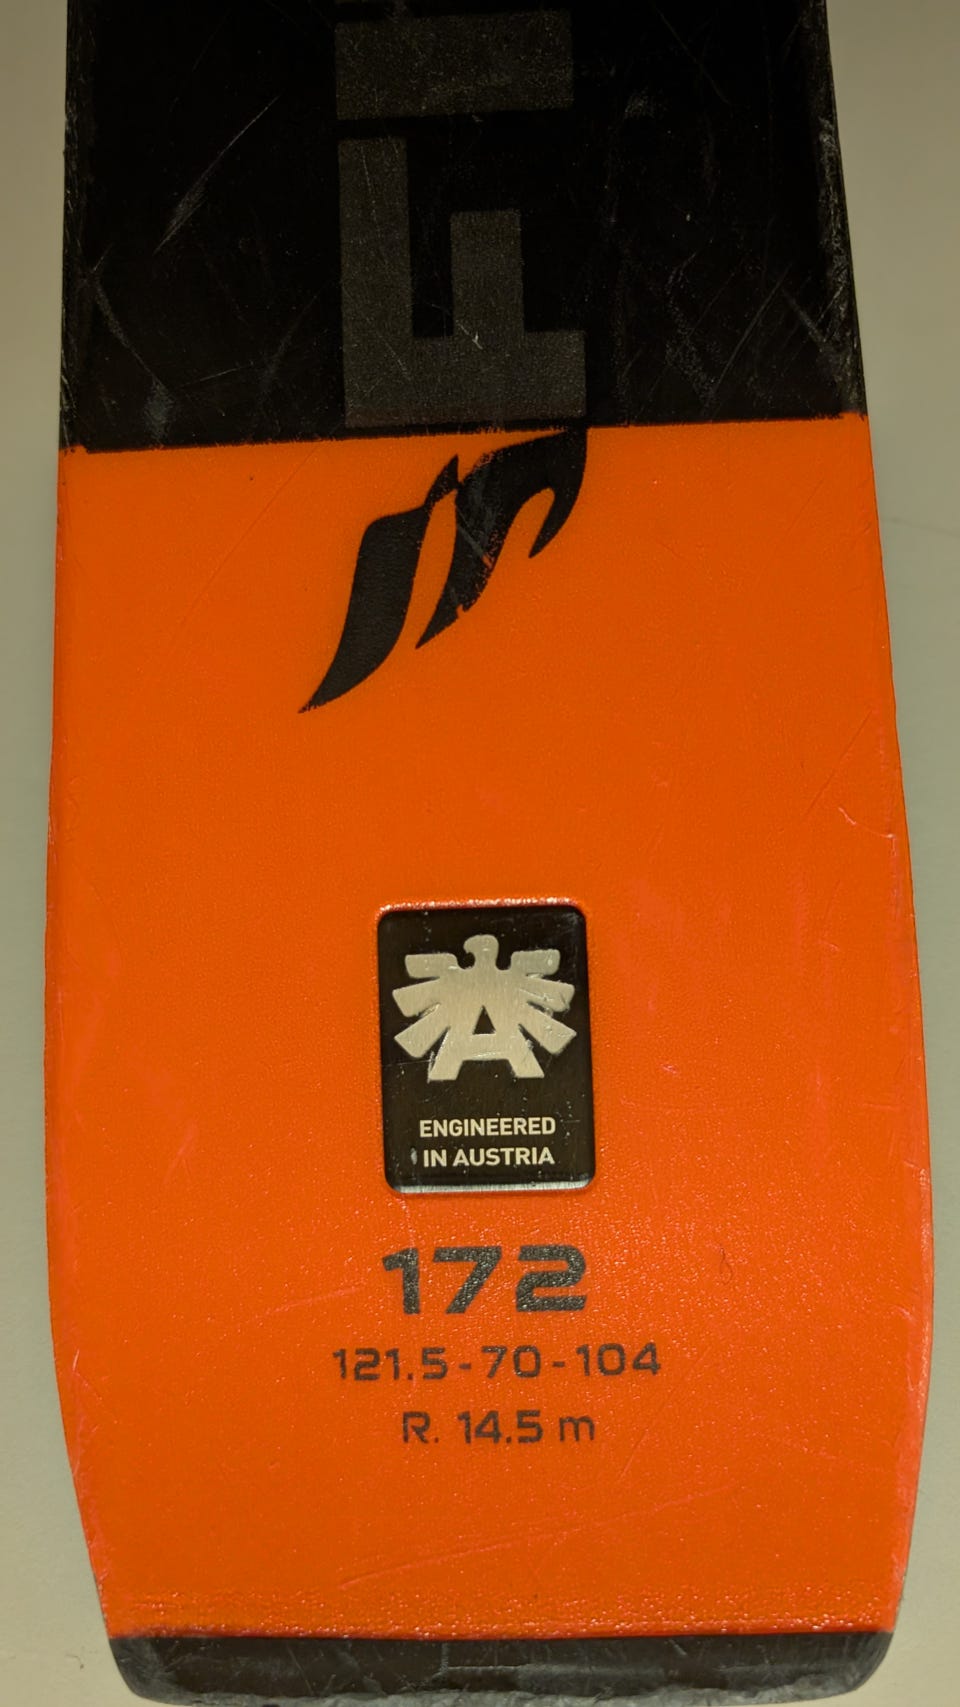 ENGINEERED
IN AUSTRIA
172
121.5-70-104
R. 14.5 m